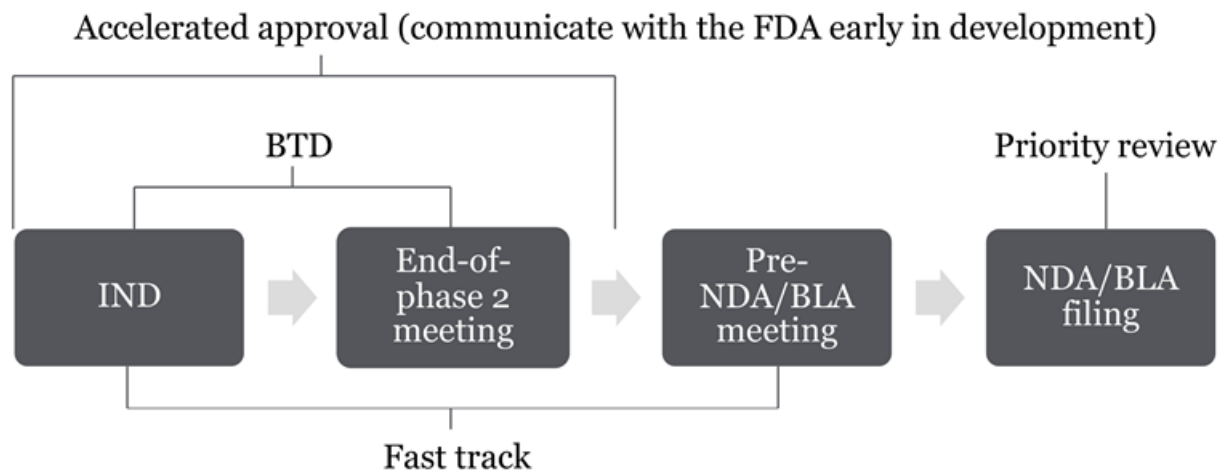 Accelerated approval (communicate with the FDA early in development)
BTD
Priority review
IND
End-of-
phase 2
meeting
Pre-
NDA/BLA
meeting
NDA/BLA
filing
Fast track